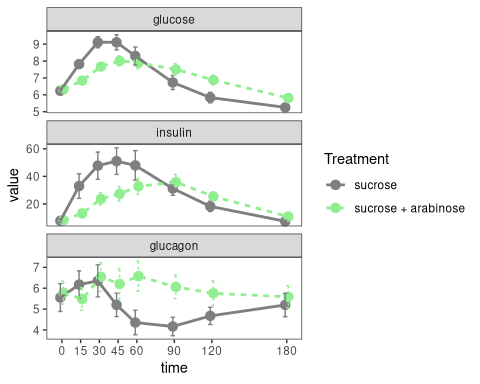 glucose
9
8
7
6
5
insulin
60
40
20
value
glucagon
7
6
5
4
0 15 30 45 60 90 120 180
time
Treatment
sucrose
sucrose + arabinose